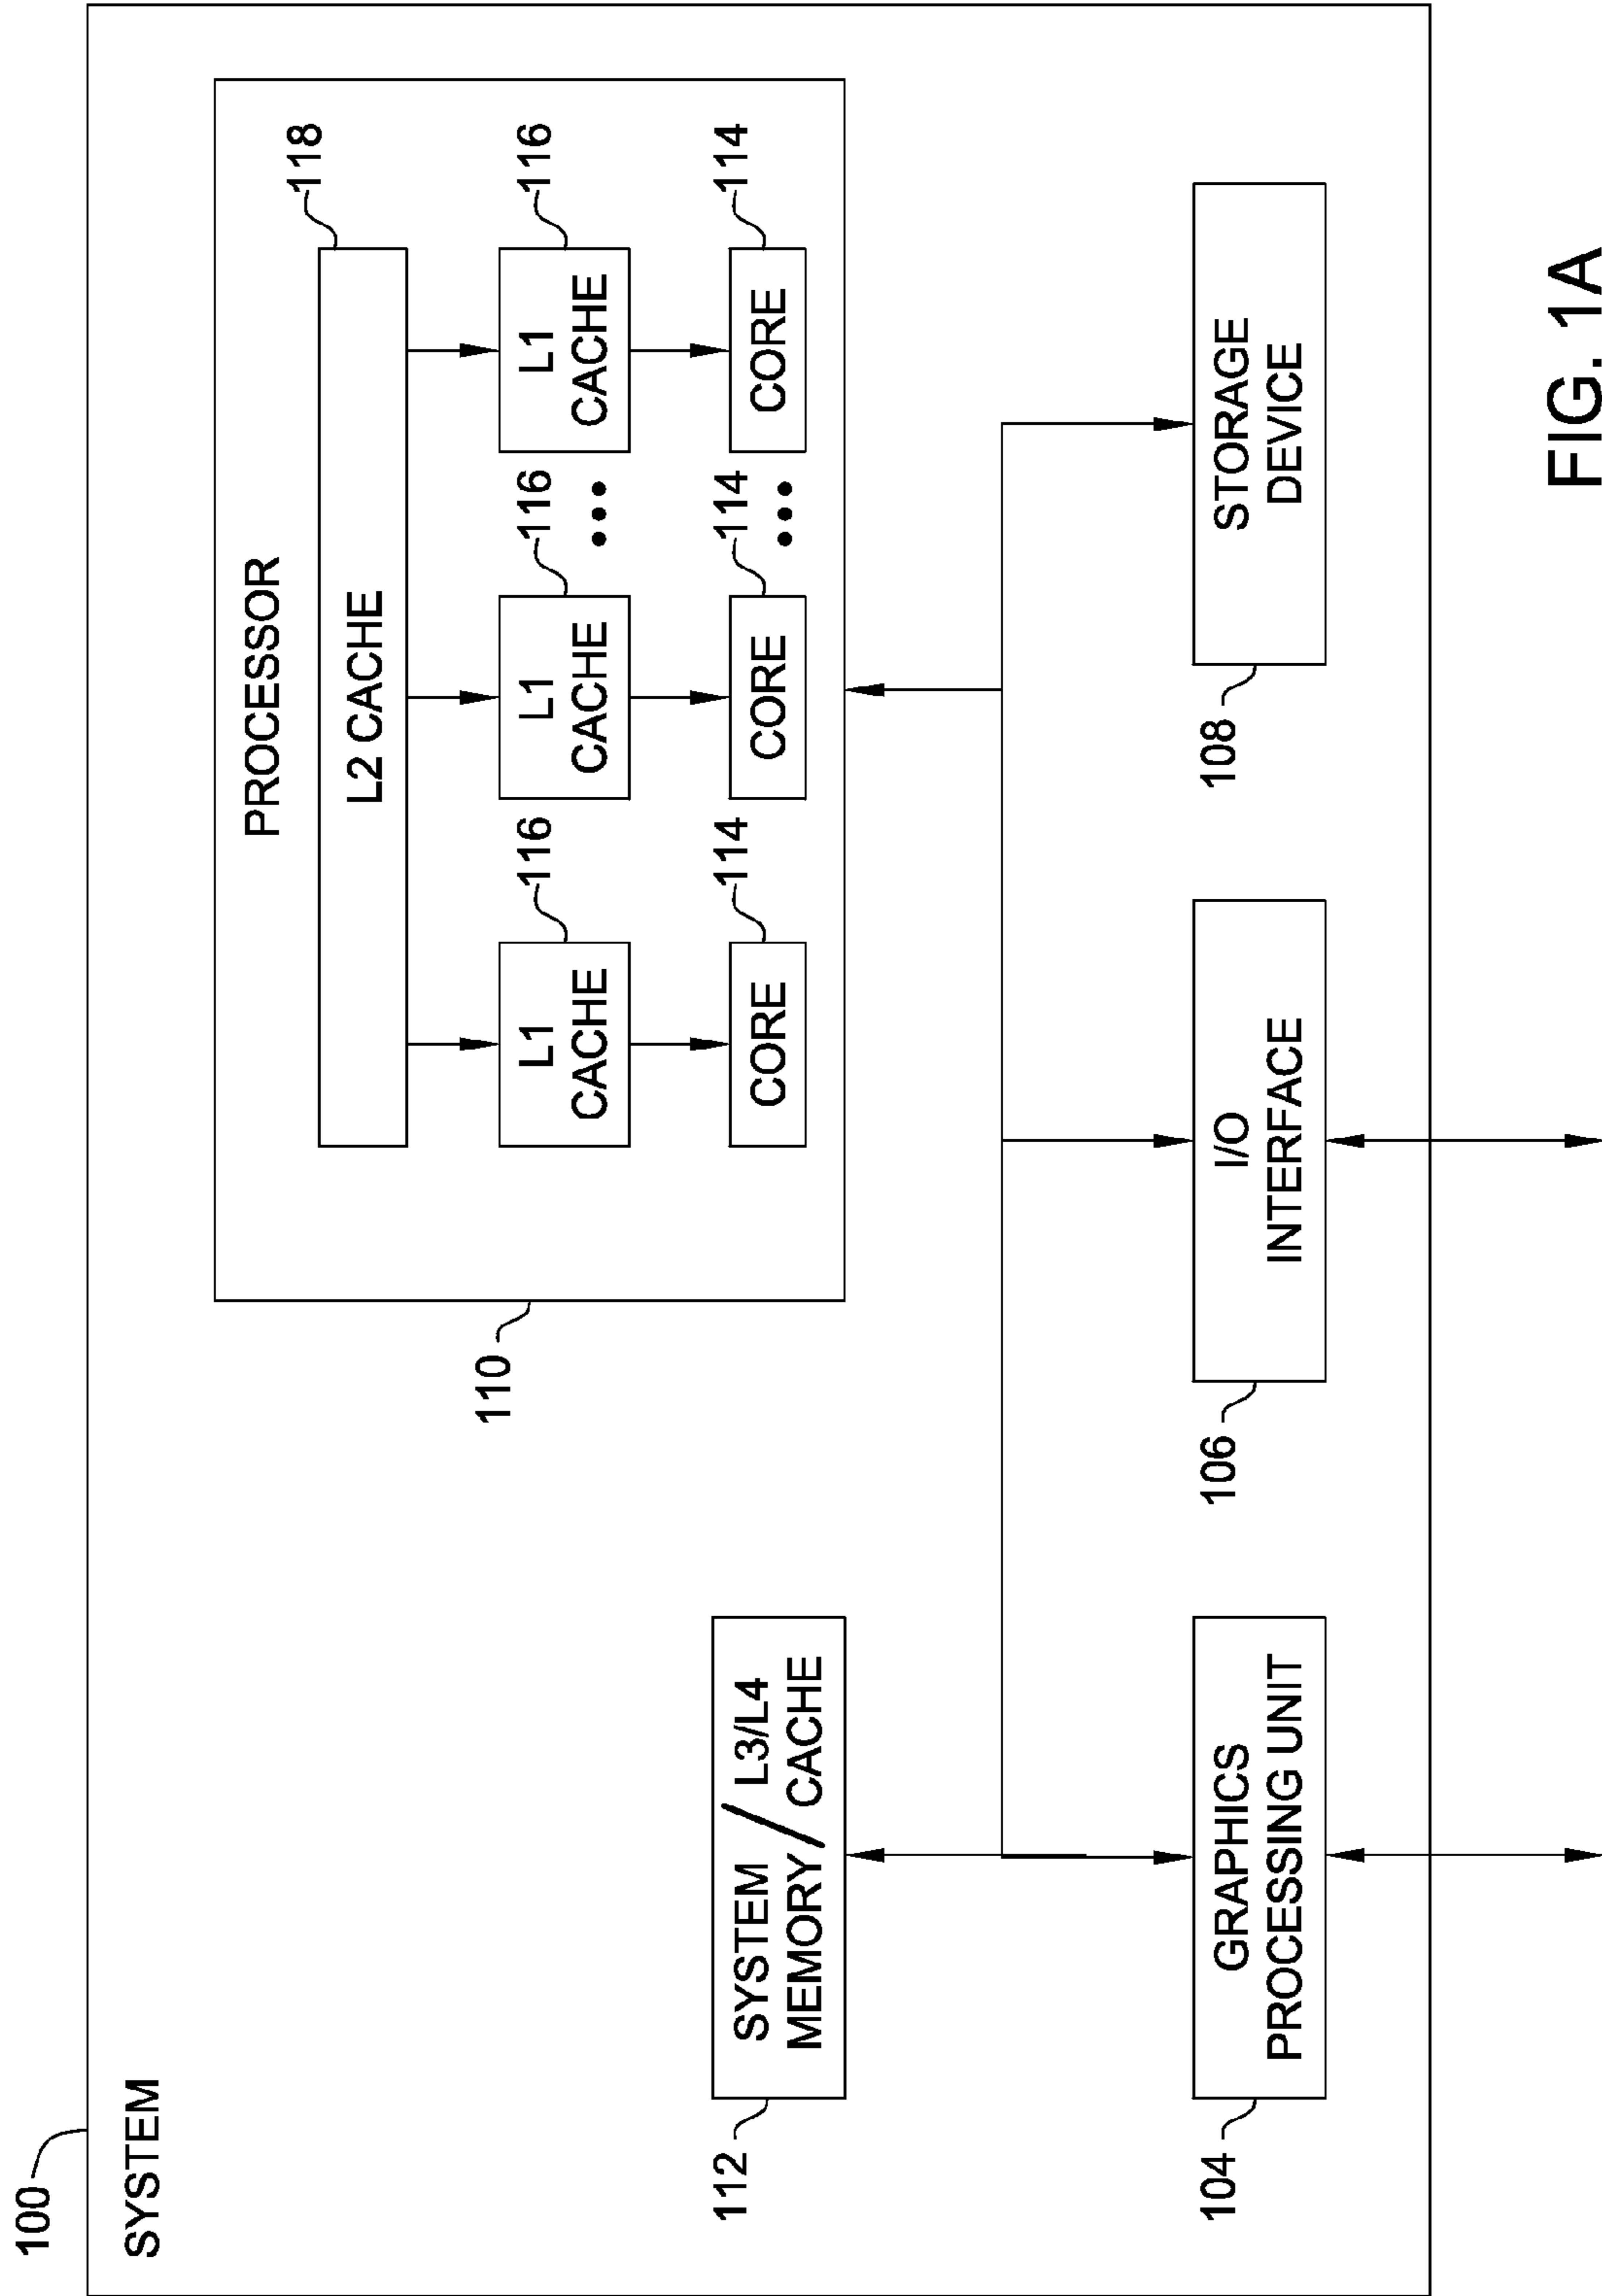 100
SYSTEM
PROCESSOR
118
L2 CACHE
116
116
116
L1
CACHE
L1
CACHE
L1
CACHE
110
114
114
114
CORE
CORE
CORE
112
SYSTEM / L3/L4
MEMORY / CACHE
104
GRAPHICS
PROCESSING UNIT
106
I/O
INTERFACE
108
STORAGE
DEVICE
FIG. 1A